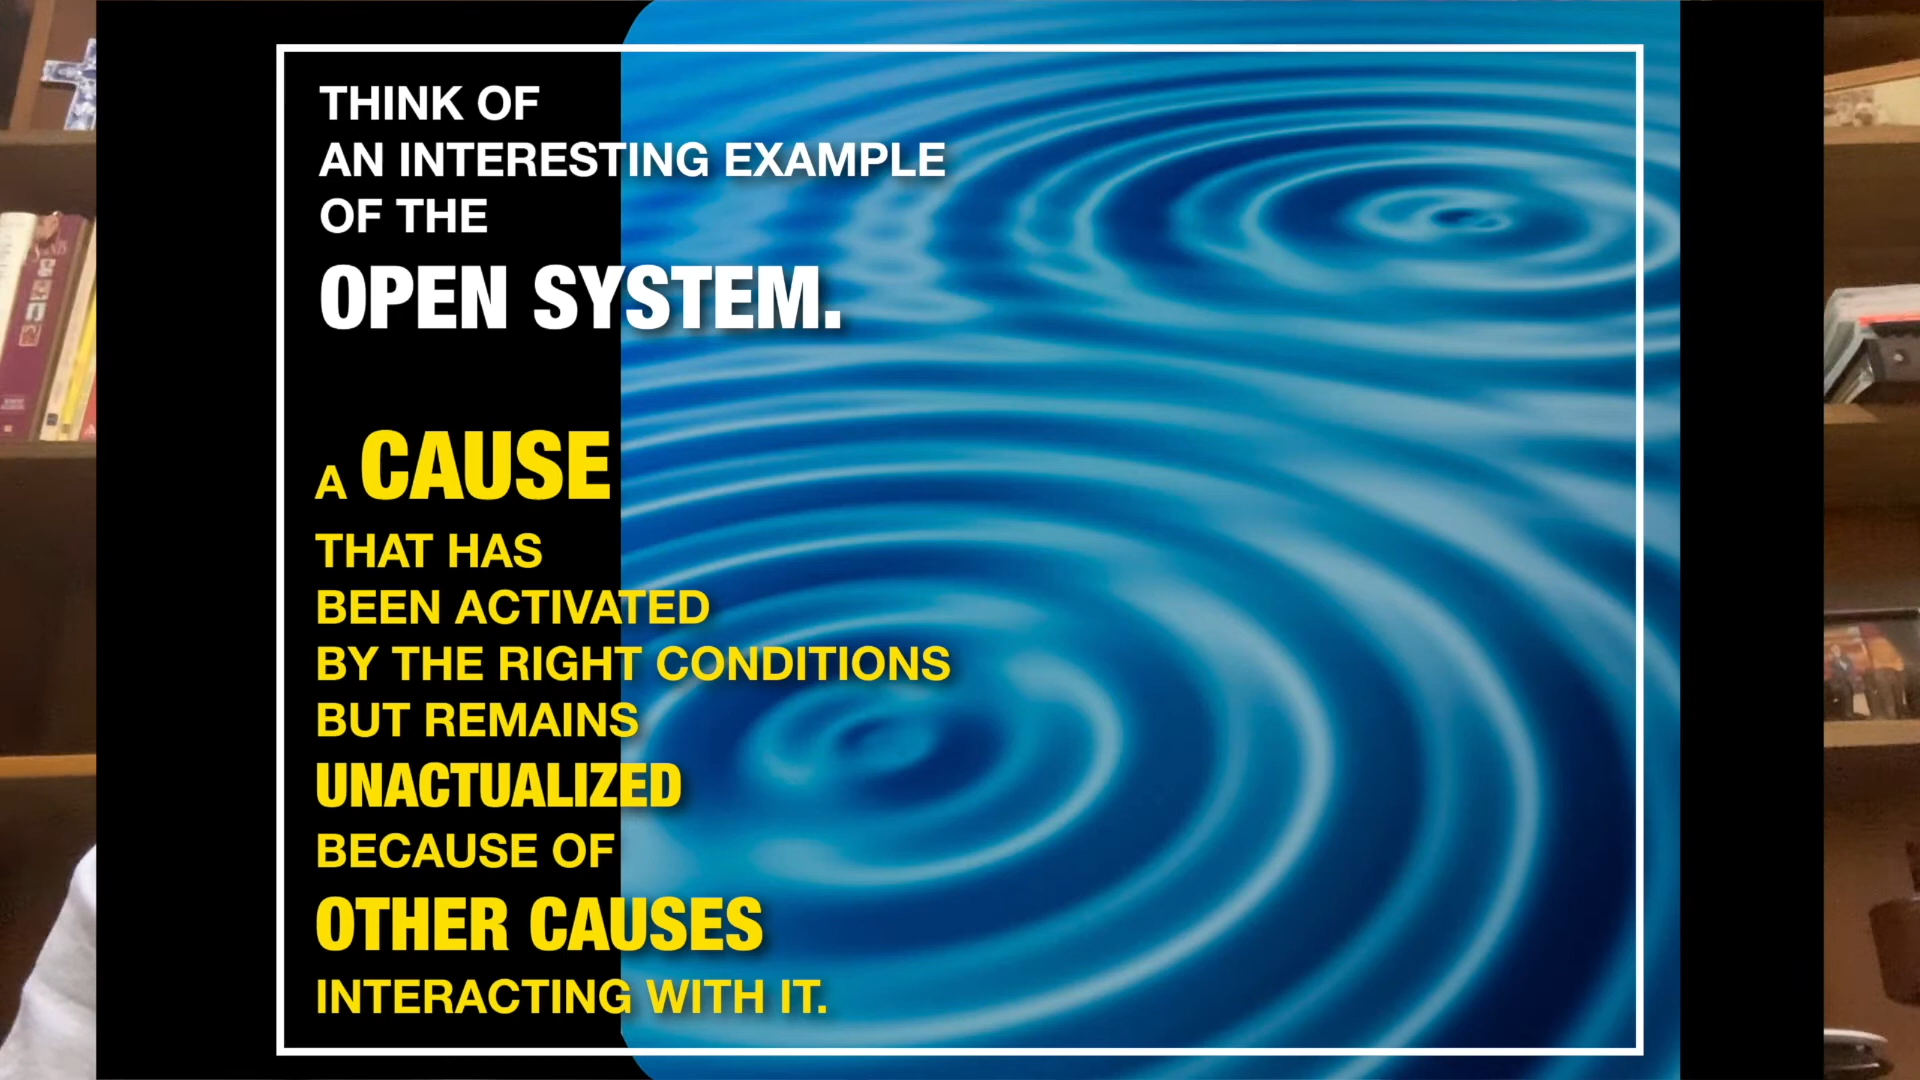 THINK OF
AN INTERESTING EXAMPLE
OF THE
OPEN SYSTEM.
A CAUSE
THAT HAS
BEEN ACTIVATED
BY THE RIGHT CONDITIONS
BUT REMAINS
UNACTUALIZED
BECAUSE OF
OTHER CAUSES
INTERACTING WITH IT.